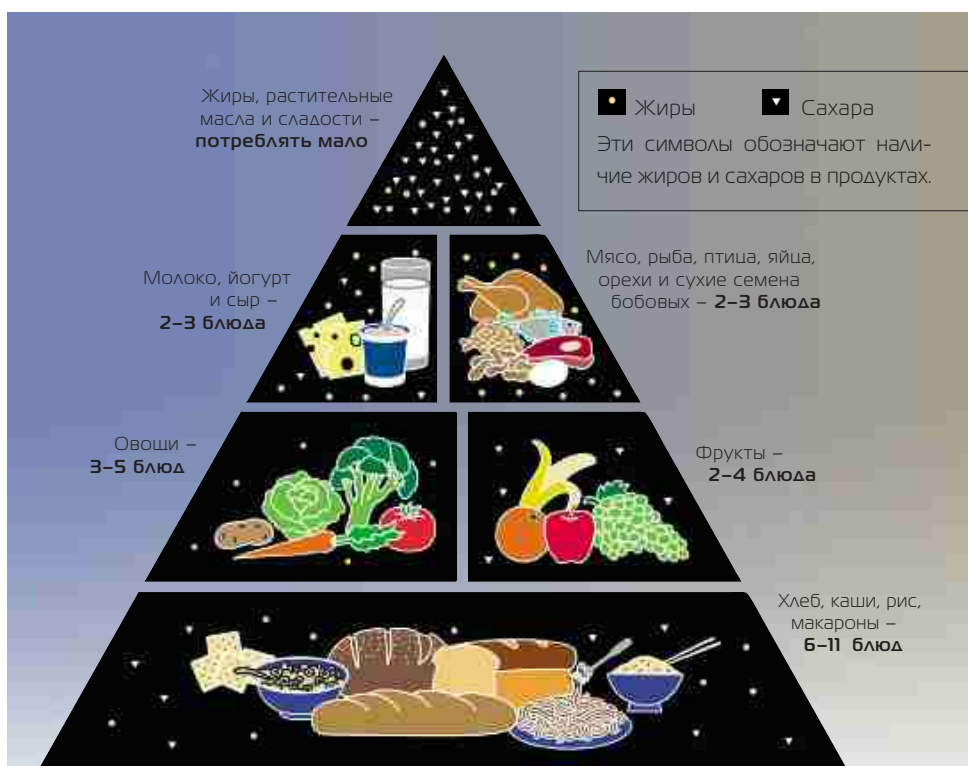 Жиры, растительные
масла и сладости –
потреблять мало
Жиры Сахара
Эти символы обозначают нали-
чие жиров и сахаров в продуктах.
Молоко, йогурт
и сыр –
2–3 блюда
Мясо, рыба, птица, яйца,
орехи и сухие семена
бобовых – 2–3 блюда
Овощи –
3–5 блюд
Фрукты –
2–4 блюда
Хлеб, каши, рис,
макароны –
6–11 блюд